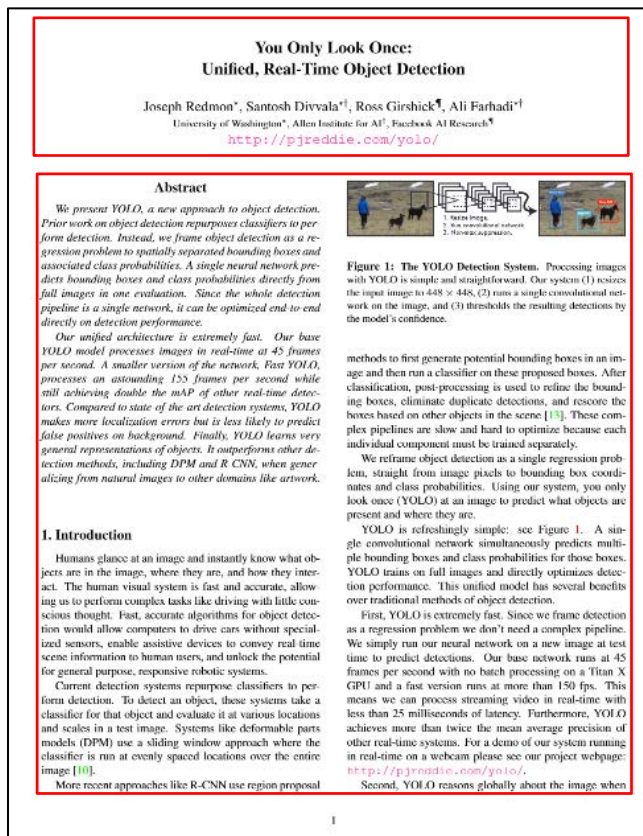 You Only Look Once:
Unified, Real-Time Object Detection
Joseph Redmon*, Santosh Divvala*†, Ross Girshick¶, Ali Farhadi*†
University of Washington*, Allen Institute for AI†, Facebook AI Research¶
http://pjreddie.com/yolo/
Abstract
We present YOLO, a new approach to object detection.
Prior work on object detection repurposes classifiers to per-
form detection. Instead, we frame object detection as a re-
gression problem to spatially separated bounding boxes and
associated class probabilities. A single neural network pre-
dicts bounding boxes and class probabilities directly from
full images in one evaluation. Since the whole detection
pipeline is a single network, it can be optimized end-to-end
directly on detection performance.
Our unified architecture is extremely fast. Our base
YOLO model processes images in real-time at 45 frames
per second. A smaller version of the network, Fast YOLO,
processes an astounding 155 frames per second while
still achieving double the mAP of other real-time detec-
tors. Compared to state of the art detection systems, YOLO
makes more localization errors but is less likely to predict
false positives on background. Finally, YOLO learns very
general representations of objects. It outperforms other de-
tection methods, including DPM and R CNN, when gener-
alizing from natural images to other domains like artwork.
1. Introduction
Humans glance at an image and instantly know what ob-
jects are in the image, where they are, and how they inter-
act. The human visual system is fast and accurate, allow-
ing us to perform complex tasks like driving with little con-
scious thought. Fast, accurate algorithms for object detec-
tion would allow computers to drive cars without special-
ized sensors, enable assistive devices to convey real-time
scene information to human users, and unlock the potential
for general purpose, responsive robotic systems.
Current detection systems repurpose classifiers to per-
form detection. To detect an object, these systems take a
classifier for that object and evaluate it at various locations
and scales in a test image. Systems like deformable parts
models (DPM) use a sliding window approach where the
classifier is run at evenly spaced locations over the entire
image [10].
More recent approaches like R-CNN use region proposal
1. Resize image.
2. Run convolutional network.
3. Non-max suppression.
Figure 1: The YOLO Detection System. Processing images
with YOLO is simple and straightforward. Our system (1) resizes
the input image to 448 × 448, (2) runs a single convolutional net-
work on the image, and (3) thresholds the resulting detections by
the model's confidence.
methods to first generate potential bounding boxes in an im-
age and then run a classifier on these proposed boxes. After
classification, post-processing is used to refine the bound-
ing boxes, eliminate duplicate detections, and rescore the
boxes based on other objects in the scene [13]. These com-
plex pipelines are slow and hard to optimize because each
individual component must be trained separately.
We reframe object detection as a single regression prob-
lem, straight from image pixels to bounding box coordi-
nates and class probabilities. Using our system, you only
look once (YOLO) at an image to predict what objects are
present and where they are.
YOLO is refreshingly simple: see Figure 1. A sin-
gle convolutional network simultaneously predicts multi-
ple bounding boxes and class probabilities for those boxes.
YOLO trains on full images and directly optimizes detec-
tion performance. This unified model has several benefits
over traditional methods of object detection.
First, YOLO is extremely fast. Since we frame detection
as a regression problem we don't need a complex pipeline.
We simply run our neural network on a new image at test
time to predict detections. Our base network runs at 45
frames per second with no batch processing on a Titan X
GPU and a fast version runs at more than 150 fps. This
means we can process streaming video in real-time with
less than 25 milliseconds of latency. Furthermore, YOLO
achieves more than twice the mean average precision of
other real-time systems. For a demo of our system running
in real-time on a webcam please see our project webpage:
http://pjreddie.com/yolo/.
Second, YOLO reasons globally about the image when
1